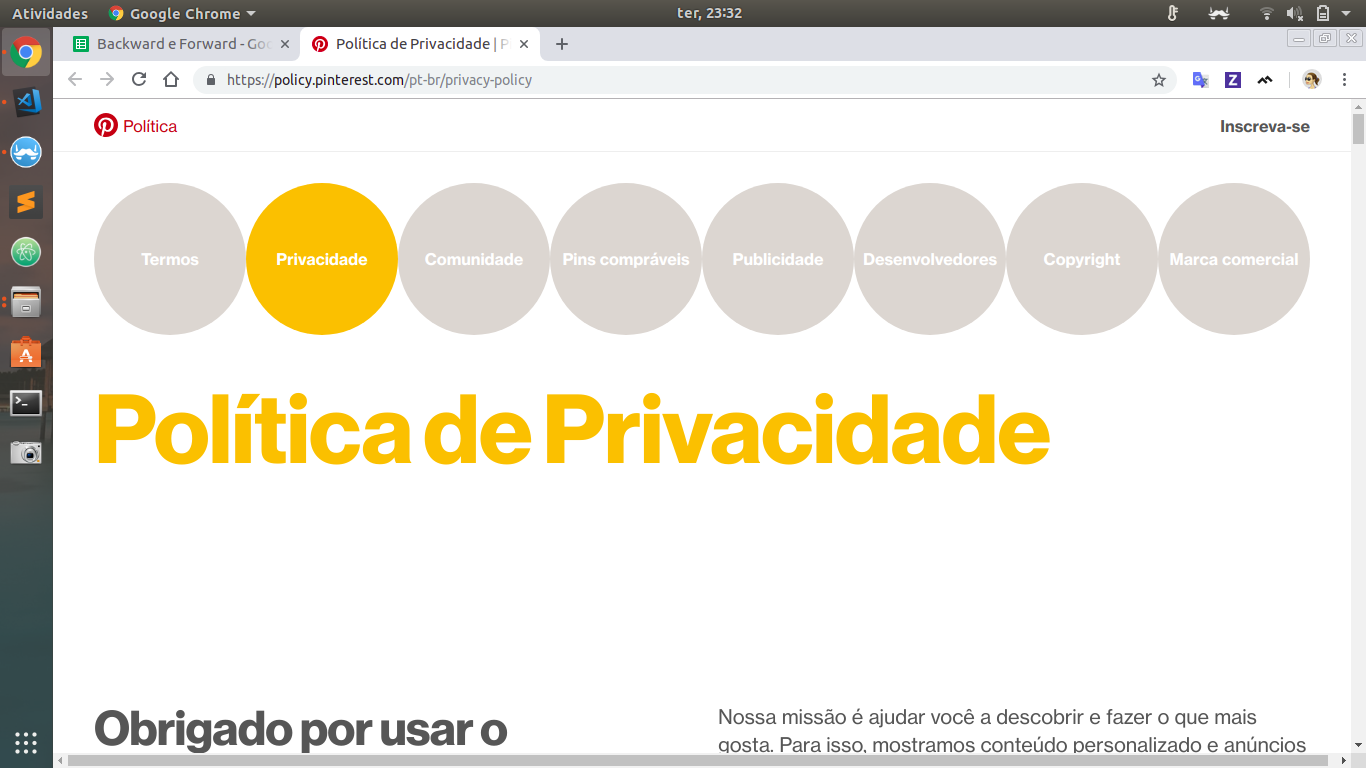 Atividades
Google Chrome
ter, 23:32
Backward e Forward - Goo
Política de Privacidade | P
https://policy.pinterest.com/pt-br/privacy-policy
Política
Inscreva-se
Termos
Privacidade
Comunidade
Pins compráveis
Publicidade
Desenvolvedores
Copyright
Marca comercial
Política de Privacidade
Obrigado por usar o
Nossa missão é ajudar você a descobrir e fazer o que mais
gosta. Para isso, mostramos conteúdo personalizado e anúncios